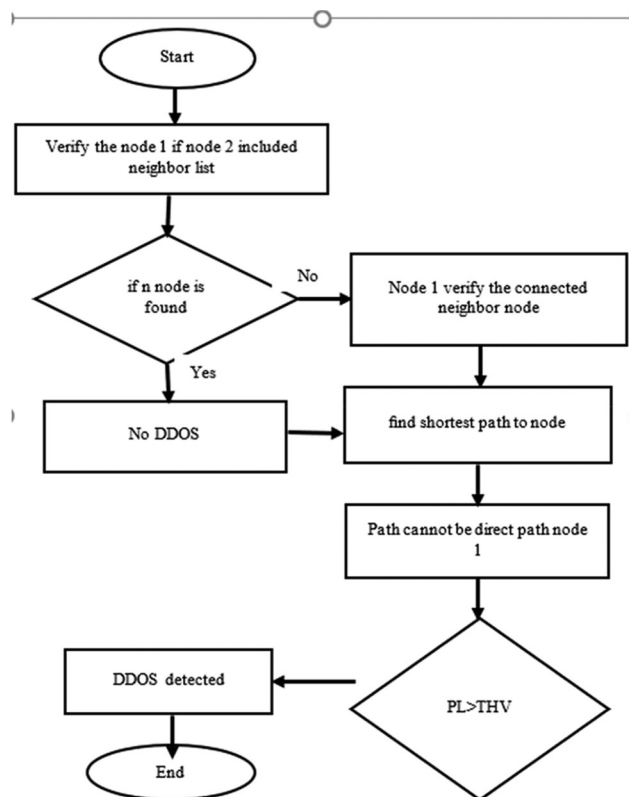 Start
Verify the node 1 if node 2 included
neighbor list
if n node is
found
No
Node 1 verify the connected
neighbor node
Yes
No DDOS
find shortest path to node
Path cannot be direct path node
1
DDOS detected
PL>THV
End